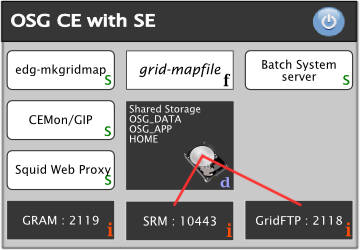 OSG CE with SE
edg-mkgridmap
S
grid-mapfile
f
Batch System
server
S
CEMon/GIP
S
Shared Storage
OSG_DATA
OSG_APP
HOME
d
Squid Web Proxy
S
GRAM : 2119
i
SRM : 10443
i
GridFTP : 2118
i